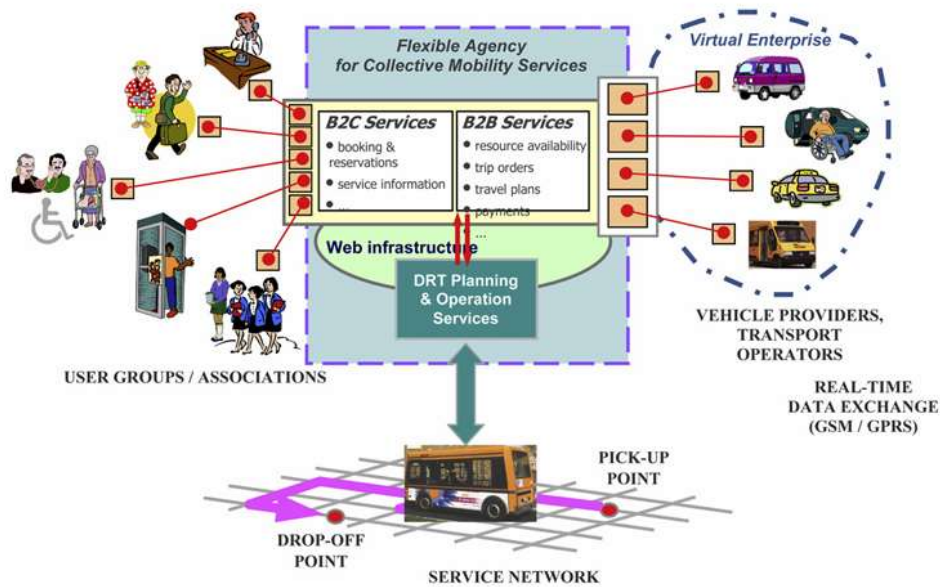 Flexible Agency
for Collective Mobility Services
Virtual Enterprise
B2C Services
• booking &
reservations
• service information
• ...
B2B Services
• resource availability
• trip orders
• travel plans
• payments
• ...
Web infrastructure
DRT Planning
& Operation
Services
USER GROUPS / ASSOCIATIONS
VEHICLE PROVIDERS,
TRANSPORT
OPERATORS
REAL-TIME
DATA EXCHANGE
(GSM / GPRS)
PICK-UP
POINT
DROP-OFF
POINT
SERVICE NETWORK